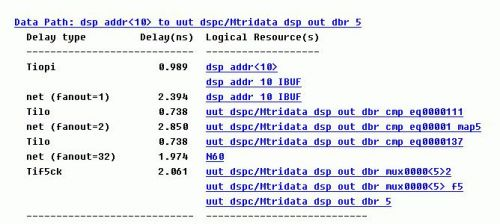 Data Path: dsp addr<10> to uut dspc/Mtridata dsp out dbr 5
Delay type Delay(ns) Logical Resource(s)
---------------------------- -------------------
Tiopi 0.989 dsp addr<10>
dsp addr 10 IBUF
net (fanout=1) 2.394 dsp addr 10 IBUF
Tilo 0.738 uut dspc/Mtridata dsp out dbr cmp eq0000111
net (fanout=2) 2.850 uut dspc/Mtridata dsp out dbr cmp eq00001 map5
Tilo 0.738 uut dspc/Mtridata dsp out dbr cmp eq0000137
net (fanout=32) 1.974 N60
Tif5ck 2.061 uut dspc/Mtridata dsp out dbr mux0000<5>2
uut dspc/Mtridata dsp out dbr mux0000<5> f5
uut dspc/Mtridata dsp out dbr 5
---------------------------- ---------------------------